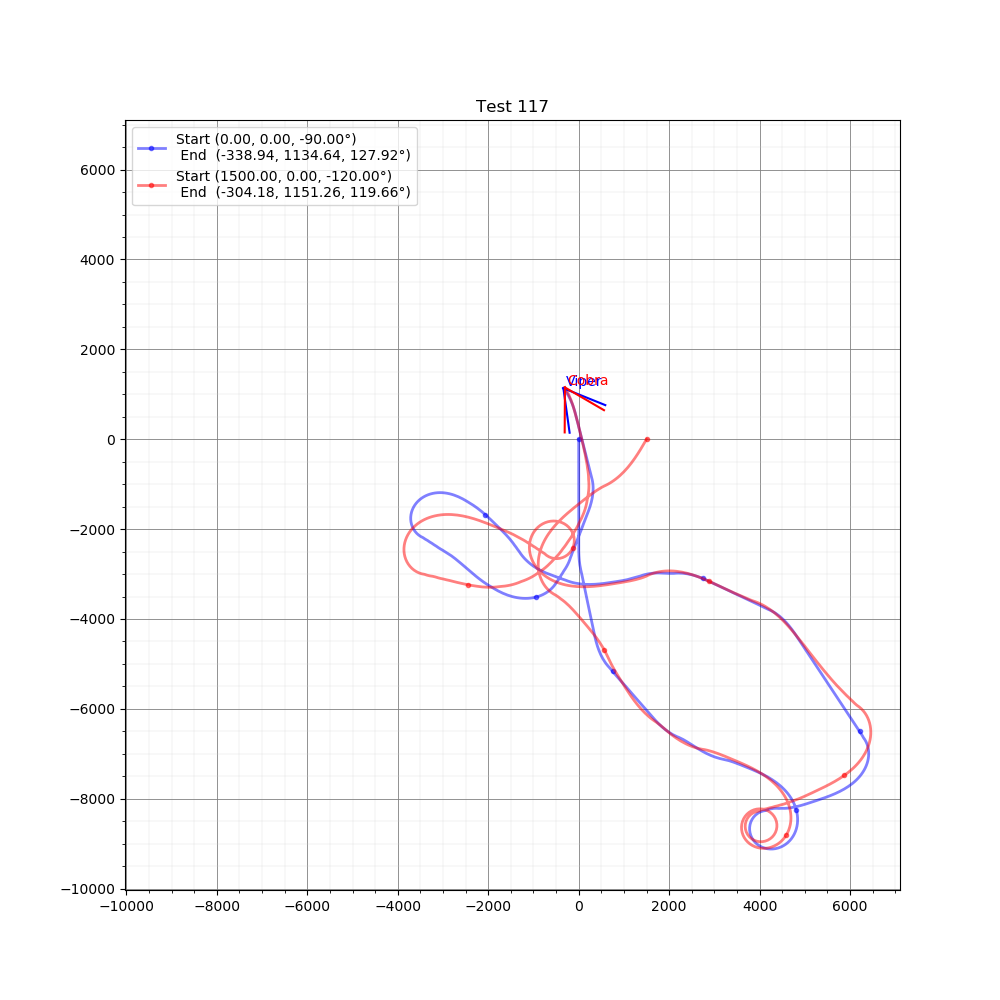 Test 117
Start (0.00, 0.00, -90.00°)
End (-338.94, 1134.64, 127.92°)
Start (1500.00, 0.00, -120.00°)
End (-304.18, 1151.26, 119.66°)
6000
4000
2000
Viper
Cobra
0
−2000
−4000
−6000
−8000
−10000
−10000 −8000 −6000 −4000 −2000 0 2000 4000 6000